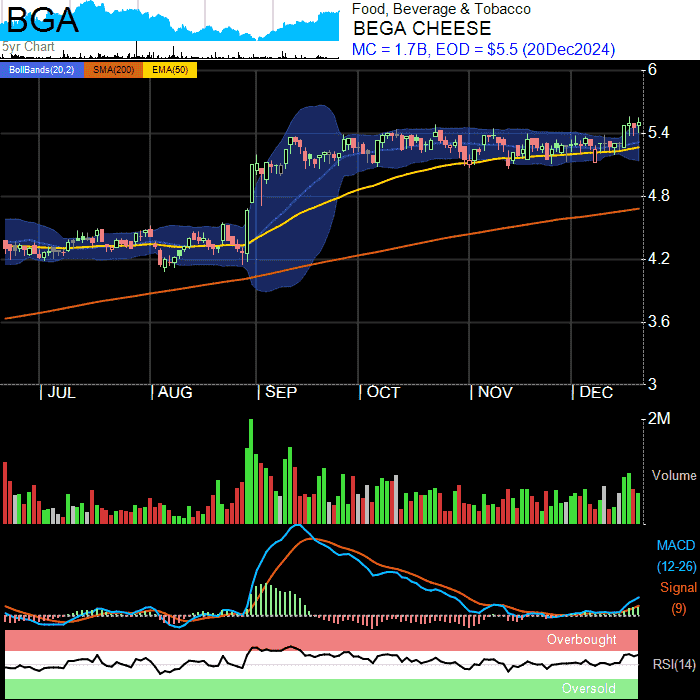 BGA
5yr Chart
Food, Beverage & Tobacco
BEGA CHEESE
MC = 1.7B, EOD = $5.5 (20Dec2024)
BollBands(20,2) SMA(200) EMA(50)
6
5.4
4.8
4.2
3.6
3
JUL AUG SEP OCT NOV DEC
2M
Volume
MACD
(12-26)
Signal
(9)
Overbought
RSI(14)
Oversold